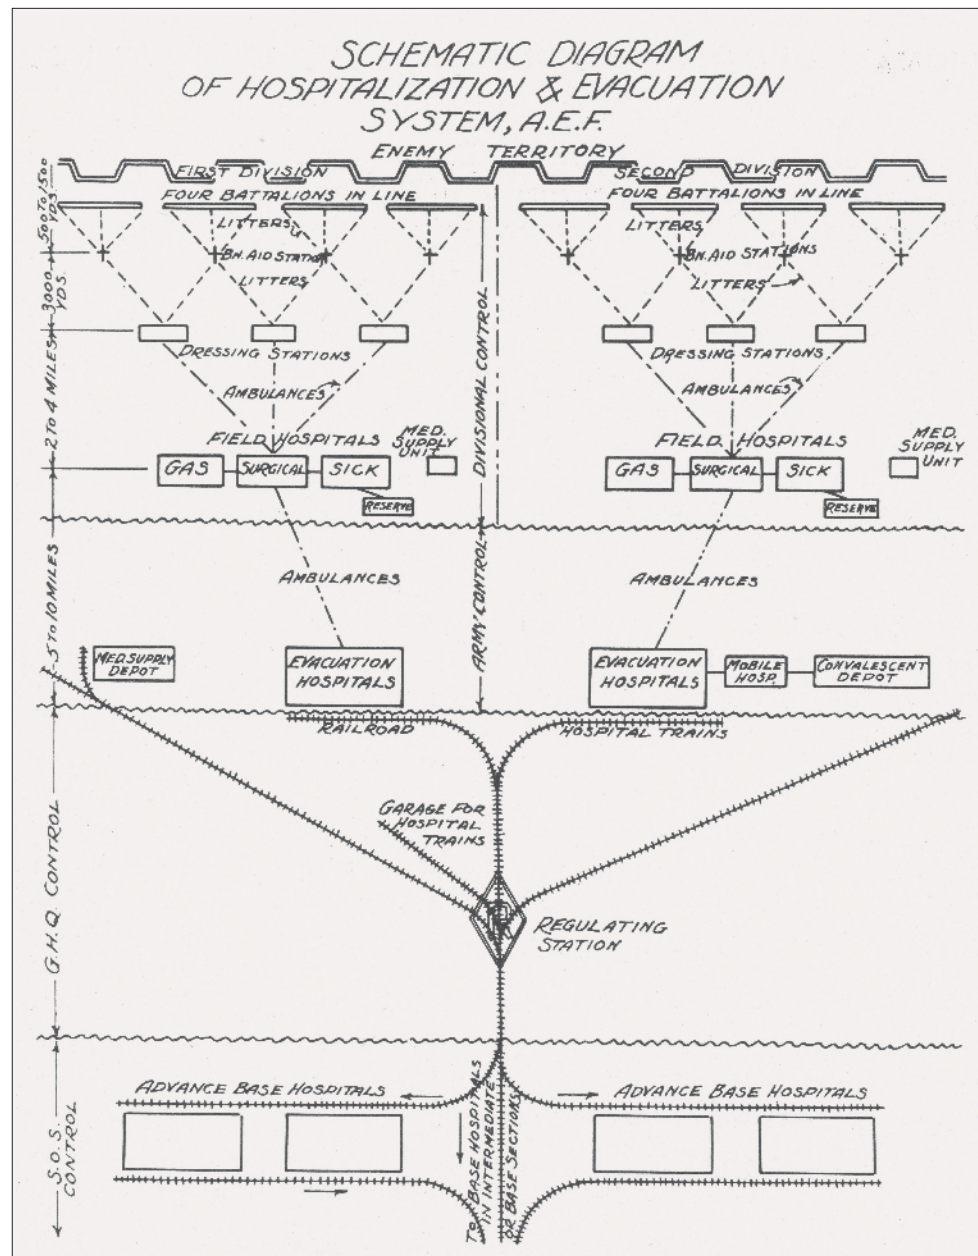 SCHEMATIC DIAGRAM
OF HOSPITALIZATION & EVACUATION
SYSTEM, A.E.F.
ENEMY TERRITORY
FIRST DIVISION
SECOND DIVISION
FOUR BATTALIONS IN LINE
FOUR BATTALIONS IN LINE
500 TO 1500
YDS.
LITTERS
LITTERS
BN. AID STATION
BN. AID STATIONS
LITTERS
LITTERS
3000
YDS.
DRESSING STATIONS
DRESSING STATIONS
AMBULANCES
AMBULANCES
2 TO 4 MILES
DIVISIONAL CONTROL
FIELD HOSPITALS
MED.
SUPPLY
UNIT
FIELD HOSPITALS
MED.
SUPPLY
UNIT
GAS
SURGICAL
SICK
RESERVE
GAS
SURGICAL
SICK
RESERVE
AMBULANCES
AMBULANCES
5 TO 10 MILES
ARMY CONTROL
MED. SUPPLY
DEPOT
EVACUATION
HOSPITALS
EVACUATION
HOSPITALS
MOBILE
HOSP.
CONVALESCENT
DEPOT
RAILROAD
HOSPITAL TRAINS
GARAGE FOR
HOSPITAL
TRAINS
G.H.Q. CONTROL
R
REGULATING
STATION
ADVANCE BASE HOSPITALS
ADVANCE BASE HOSPITALS
TO BASE HOSPITALS
IN INTERMEDIATE
OR BASE SECTIONS
S.O.S.
CONTROL